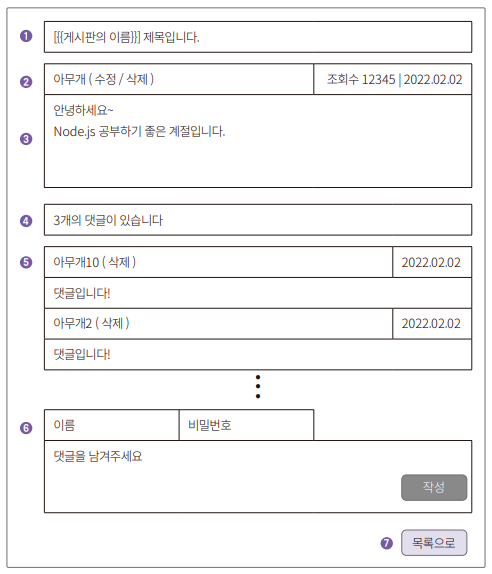 ❶ [{{게시판의 이름}}] 제목입니다.
❷ 아무개 ( 수정 / 삭제 ) 조회수 12345 | 2022.02.02
안녕하세요~
❸ Node.js 공부하기 좋은 계절입니다.
❹ 3개의 댓글이 있습니다
❺ 아무개10 ( 삭제 ) 2022.02.02
댓글입니다!
아무개2 ( 삭제 ) 2022.02.02
댓글입니다!
❻ 이름 비밀번호
댓글을 남겨주세요
작성
❼ 목록으로